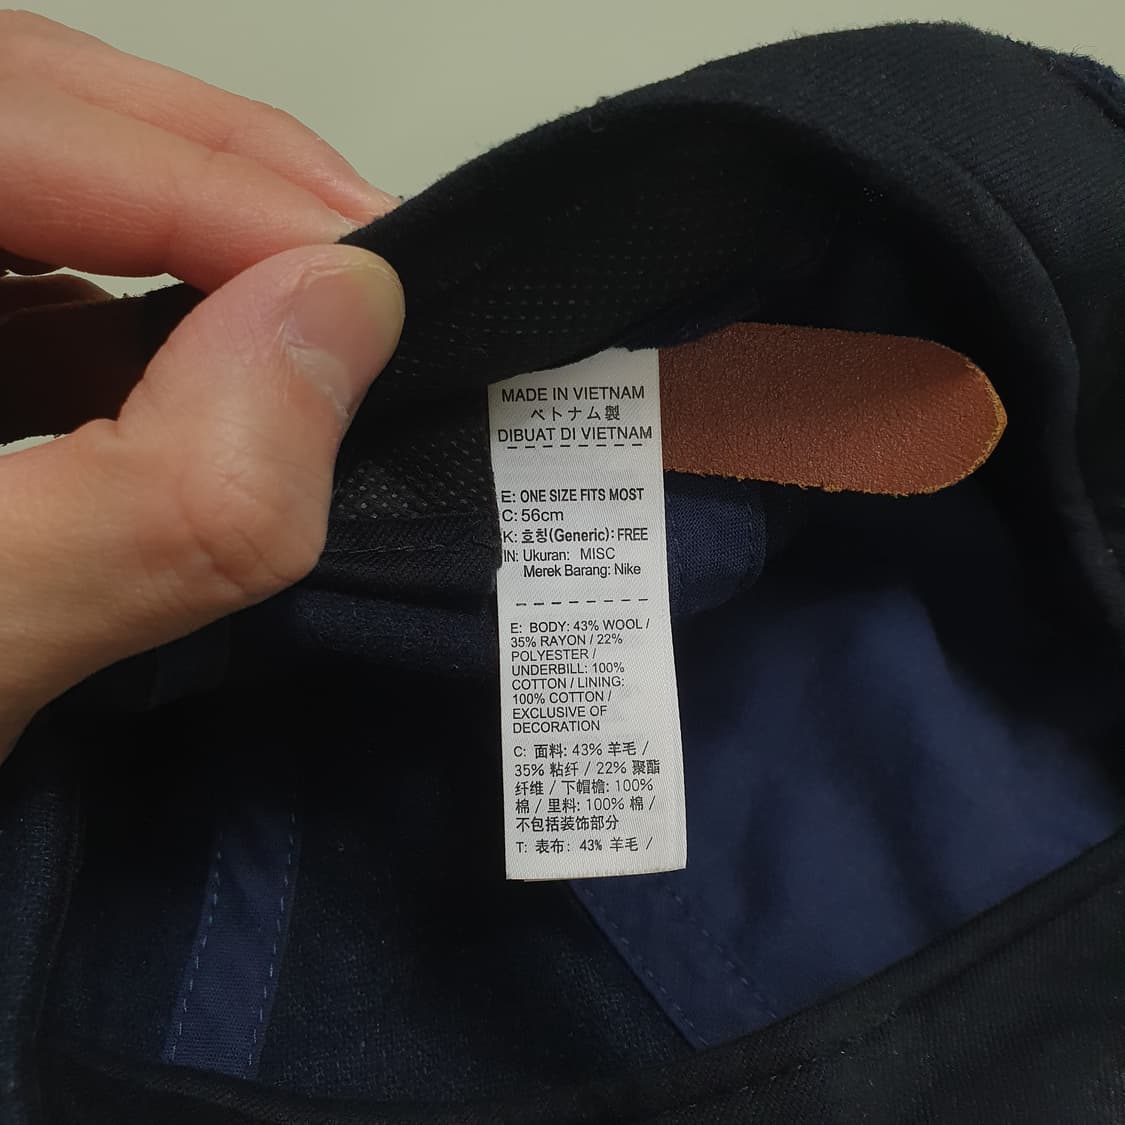 MADE IN VIETNAM
ベトナム製
DIBUAT DI VIETNAM
E: ONE SIZE FITS MOST
C: 56cm
K: 호칭(Generic): FREE
IN: Ukuran: MISC
Merek Barang: Nike
E: BODY: 43% WOOL /
35% RAYON / 22%
POLYESTER /
UNDERBILL: 100%
COTTON / LINING:
100% COTTON /
EXCLUSIVE OF
DECORATION
C: 面料: 43% 羊毛 /
35% 粘纤 / 22% 聚酯
纤维 / 下帽檐: 100%
棉 / 里料: 100% 棉 /
不包括装饰部分
T: 表布: 43% 羊毛 /